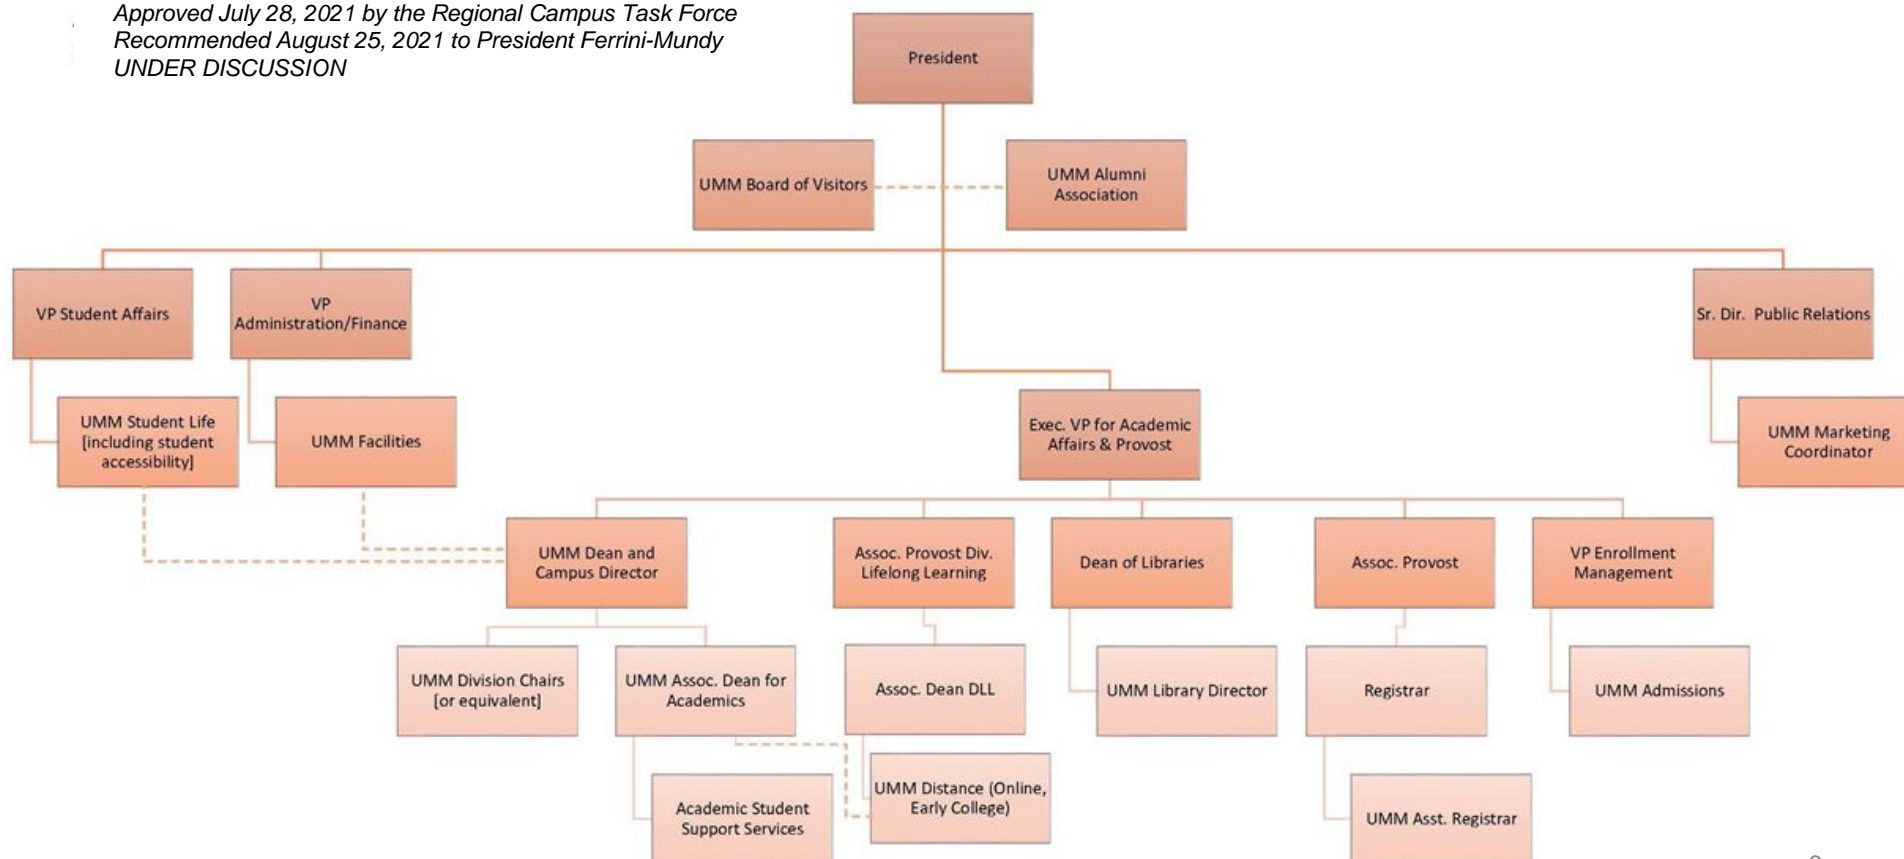 Approved July 28, 2021 by the Regional Campus Task Force
Recommended August 25, 2021 to President Ferrini-Mundy
UNDER DISCUSSION
President
UMM Board of Visitors
UMM Alumni
Association
VP Student Affairs
VP
Administration/Finance
Sr. Dir. Public Relations
UMM Student Life
[including student
accessibility]
UMM Facilities
Exec. VP for Academic
Affairs & Provost
UMM Marketing
Coordinator
UMM Dean and
Campus Director
Assoc. Provost Div.
Lifelong Learning
Dean of Libraries
Assoc. Provost
VP Enrollment
Management
UMM Division Chairs
[or equivalent]
UMM Assoc. Dean for
Academics
Assoc. Dean DLL
UMM Library Director
Registrar
UMM Admissions
Academic Student
Support Services
UMM Distance (Online,
Early College)
UMM Asst. Registrar